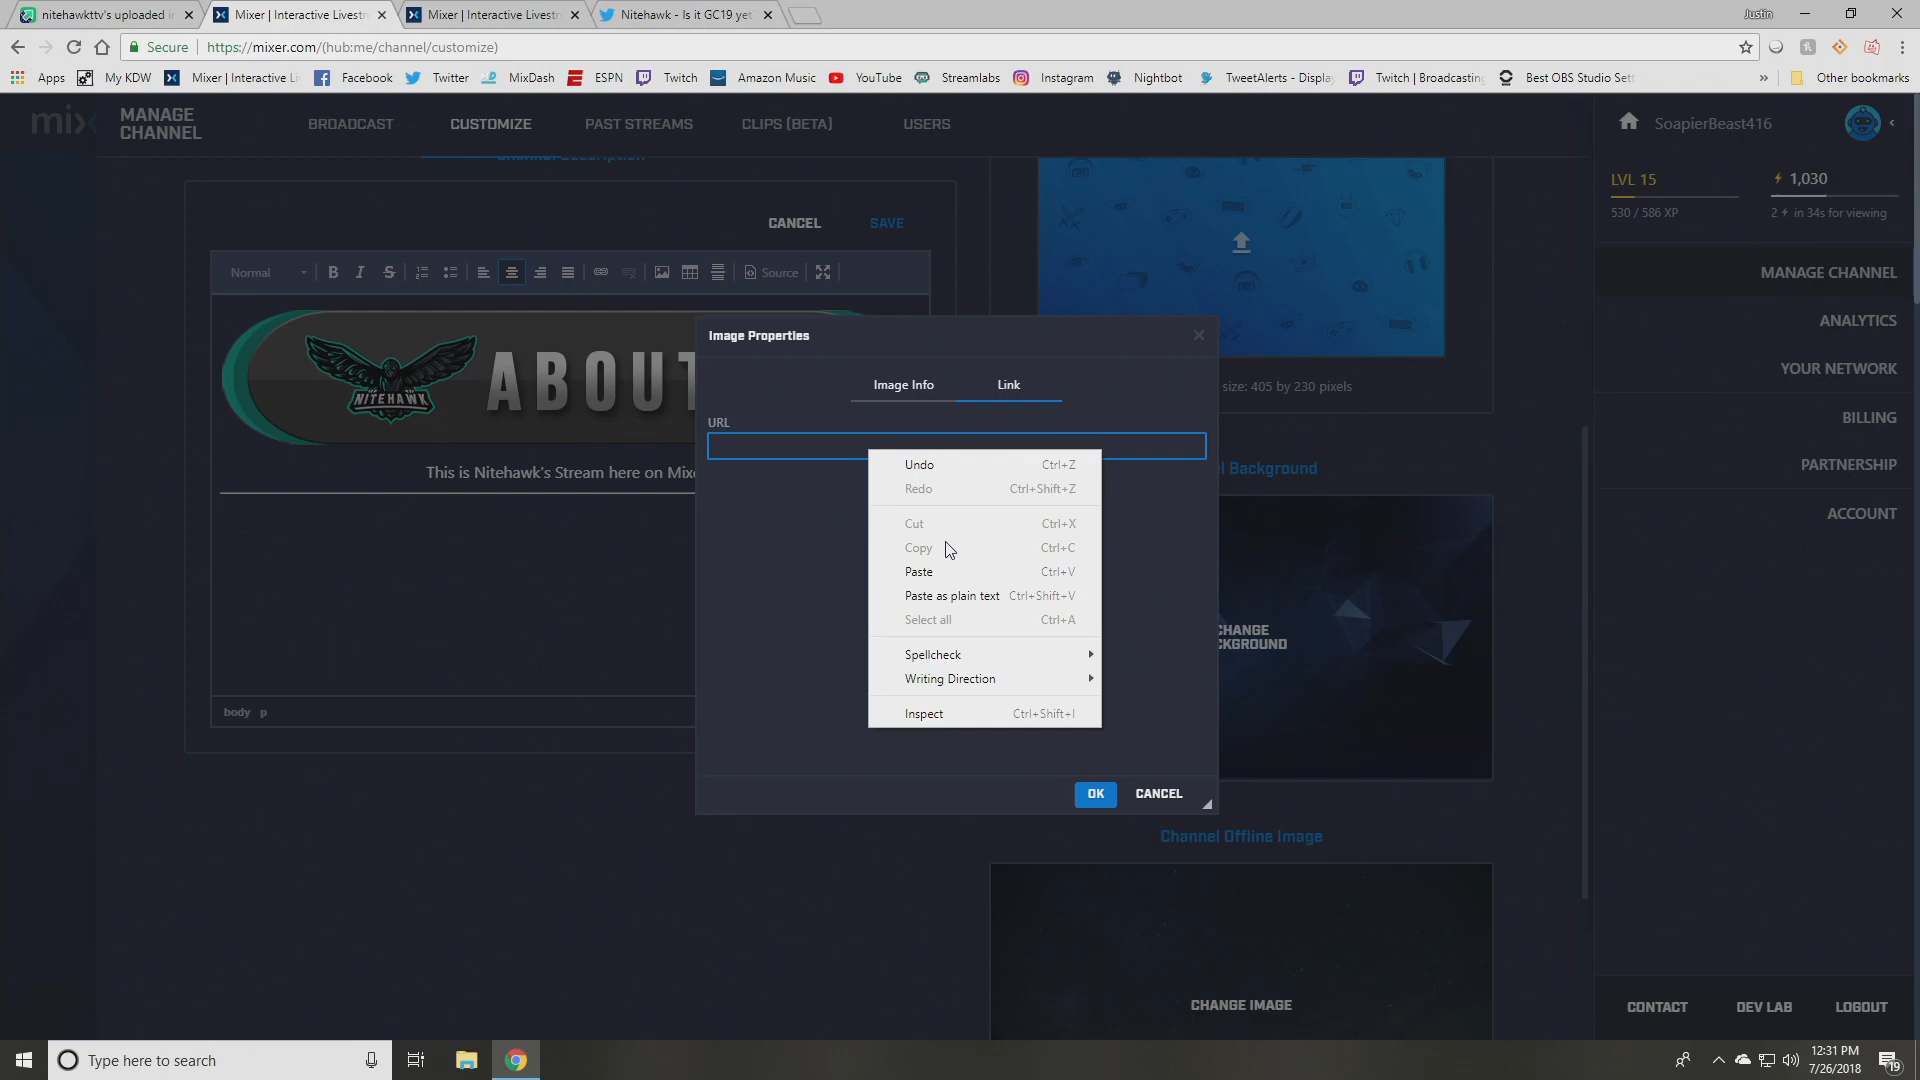 nitehawkttv's uploaded i
Mixer | Interactive Livestr
Mixer | Interactive Livestr
Nitehawk - Is it GC19 yet
Justin
Secure
https://mixer.com/(hub:me/channel/customize)
Apps
My KDW
Mixer | Interactive Li
Facebook
Twitter
MixDash
ESPN
Twitch
Amazon Music
YouTube
Streamlabs
Instagram
Nightbot
TweetAlerts - Display
Twitch | Broadcasting
Best OBS Studio Sett
»
Other bookmarks
mix
MANAGE
CHANNEL
BROADCAST
CUSTOMIZE
PAST STREAMS
CLIPS (BETA)
USERS
SoapierBeast416
LVL 15
1,030
530 / 586 XP
2 in 34s for viewing
Channel Description
CANCEL
SAVE
Normal
Source
NITEHAWK
ABOUT
This is Nitehawk's Stream here on Mixe
body p
Image Properties
Image Info
Link
URL
Undo Ctrl+Z
Redo Ctrl+Shift+Z
Cut Ctrl+X
Copy Ctrl+C
Paste Ctrl+V
Paste as plain text Ctrl+Shift+V
Select all Ctrl+A
Spellcheck
Writing Direction
Inspect Ctrl+Shift+I
OK
CANCEL
size: 405 by 230 pixels
l Background
CHANGE
CKGROUND
Channel Offline Image
CHANGE IMAGE
MANAGE CHANNEL
ANALYTICS
YOUR NETWORK
BILLING
PARTNERSHIP
ACCOUNT
CONTACT
DEV LAB
LOGOUT
Type here to search
12:31 PM
7/26/2018
19